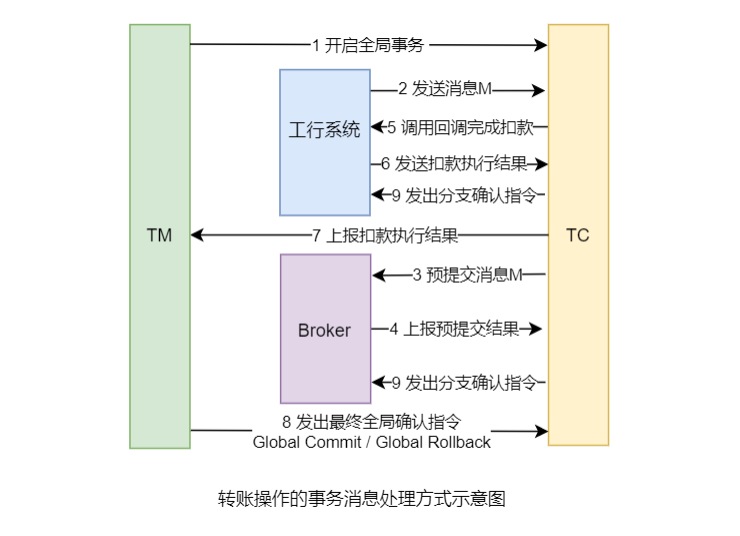 1 开启全局事务
2 发送消息M
工行系统
5 调用回调完成扣款
6 发送扣款执行结果
9 发出分支确认指令
TM
7 上报扣款执行结果
TC
3 预提交消息M
Broker
4 上报预提交结果
9 发出分支确认指令
8 发出最终全局确认指令
Global Commit / Global Rollback
转账操作的事务消息处理方式示意图